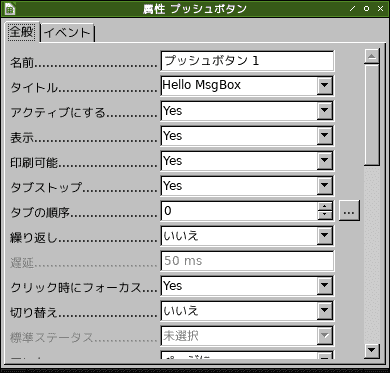 属性 プッシュボタン
全般 イベント
名前 プッシュボタン 1
タイトル Hello MsgBox
アクティブにする Yes
表示 Yes
印刷可能 Yes
タブストップ Yes
タブの順序 0 ...
繰り返し いいえ
遅延 50 ms
クリック時にフォーカス Yes
切り替え いいえ
標準ステータス 未選択